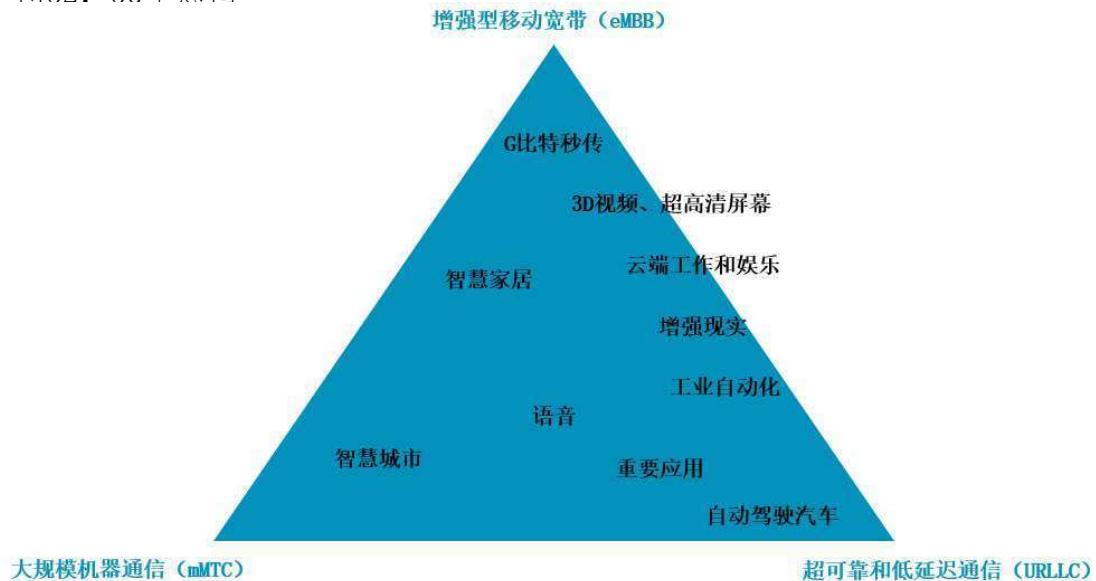 增强型移动宽带（eMBB）
G比特秒传
3D视频、超高清屏幕
云端工作和娱乐
智慧家居
增强现实
工业自动化
语音
智慧城市
重要应用
自动驾驶汽车
大规模机器通信（mMTC）
超可靠和低延迟通信（URLLC）